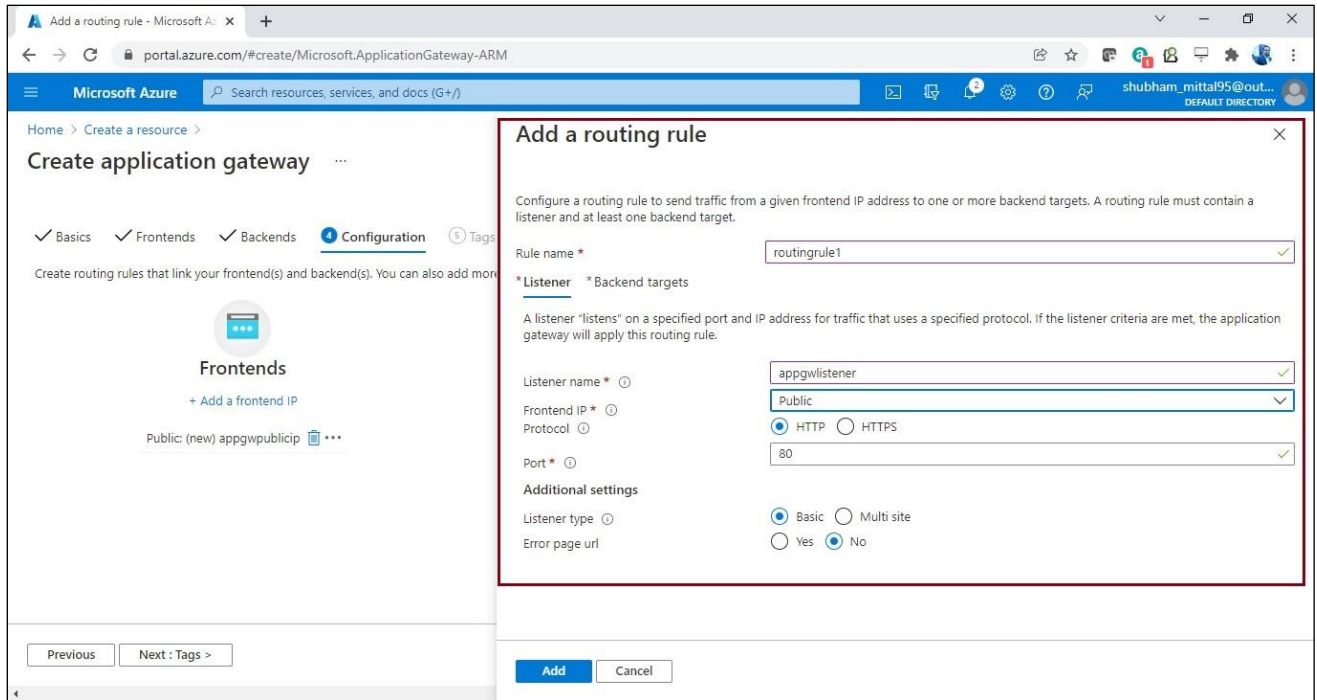 Add a routing rule - Microsoft Az
portal.azure.com/#create/Microsoft.ApplicationGateway-ARM
1
Microsoft Azure
Search resources, services, and docs (G+/)
2
shubham_mittal95@out...
DEFAULT DIRECTORY
Home > Create a resource >
Create application gateway ...
Basics Frontends Backends 4 Configuration 5 Tags
Create routing rules that link your frontend(s) and backend(s). You can also add more
Frontends
+ Add a frontend IP
Public: (new) appgwpublicip
Previous
Next : Tags >
Add a routing rule
Configure a routing rule to send traffic from a given frontend IP address to one or more backend targets. A routing rule must contain a
listener and at least one backend target.
Rule name * routingrule1
* Listener * Backend targets
A listener “listens” on a specified port and IP address for traffic that uses a specified protocol. If the listener criteria are met, the application
gateway will apply this routing rule.
Listener name * appgwlistener
Frontend IP * Public
Protocol HTTP HTTPS
Port * 80
Additional settings
Listener type Basic Multi site
Error page url Yes No
Add
Cancel